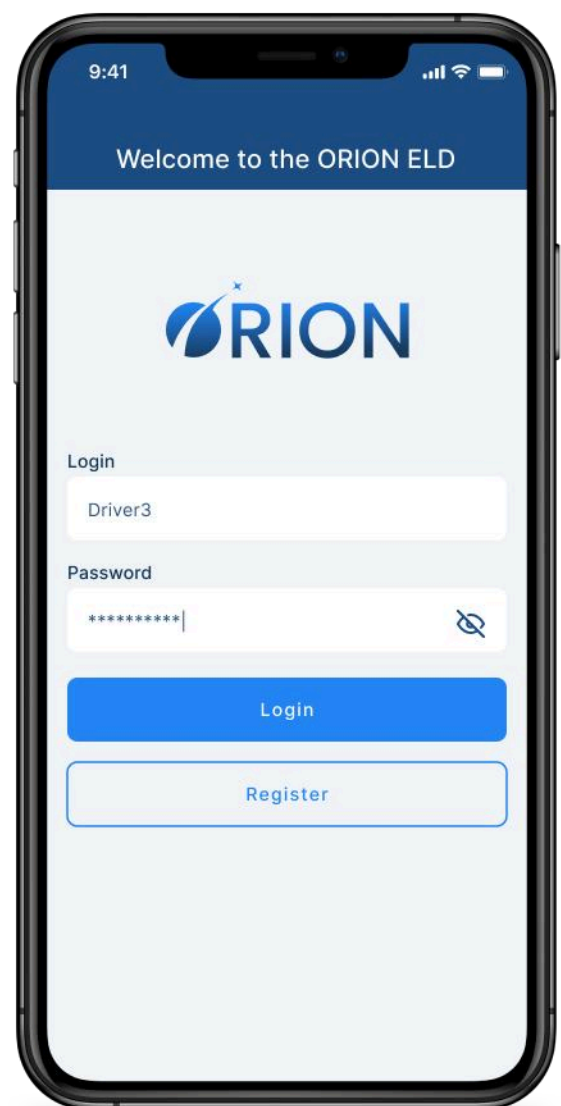 9:41
Welcome to the ORION ELD
ORION
Login
Driver3
Password
**********
Login
Register